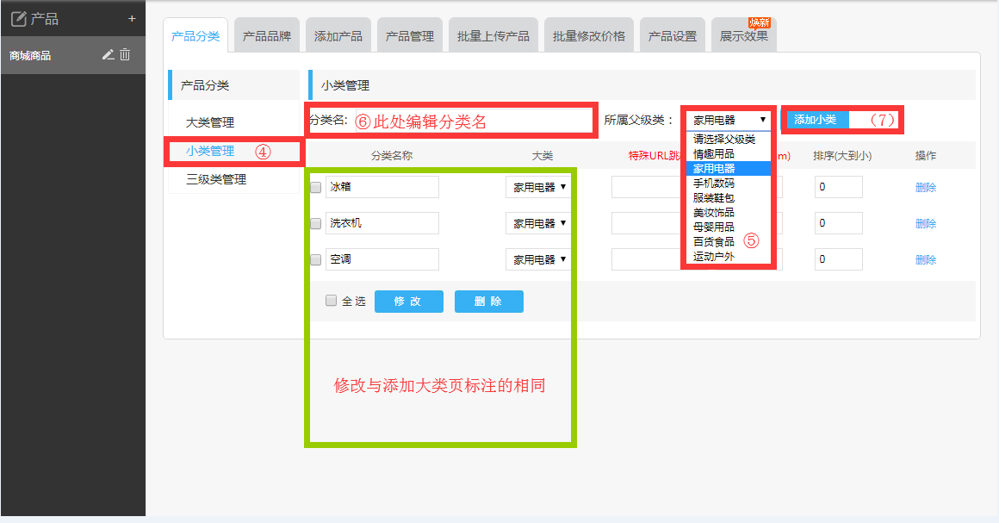 产品 +
商城商品
产品分类 产品品牌 添加产品 产品管理 批量上传产品 批量修改价格 产品设置 展示效果 焕新
产品分类
大类管理
小类管理 ④
三级类管理
小类管理
分类名: ⑥此处编辑分类名 所属父级类: 家用电器 添加小类 (7)
请选择父级类
情趣用品
家用电器
手机数码
服装鞋包
美妆饰品
母婴用品
百货食品 ⑤
运动户外
分类名称 大类 特殊URL跳 m) 排序(大到小) 操作
冰箱 家用电器 0 删除
洗衣机 家用电器 0 删除
空调 家用电器 0 删除
全选 修 改 删 除
修改与添加大类页标注的相同